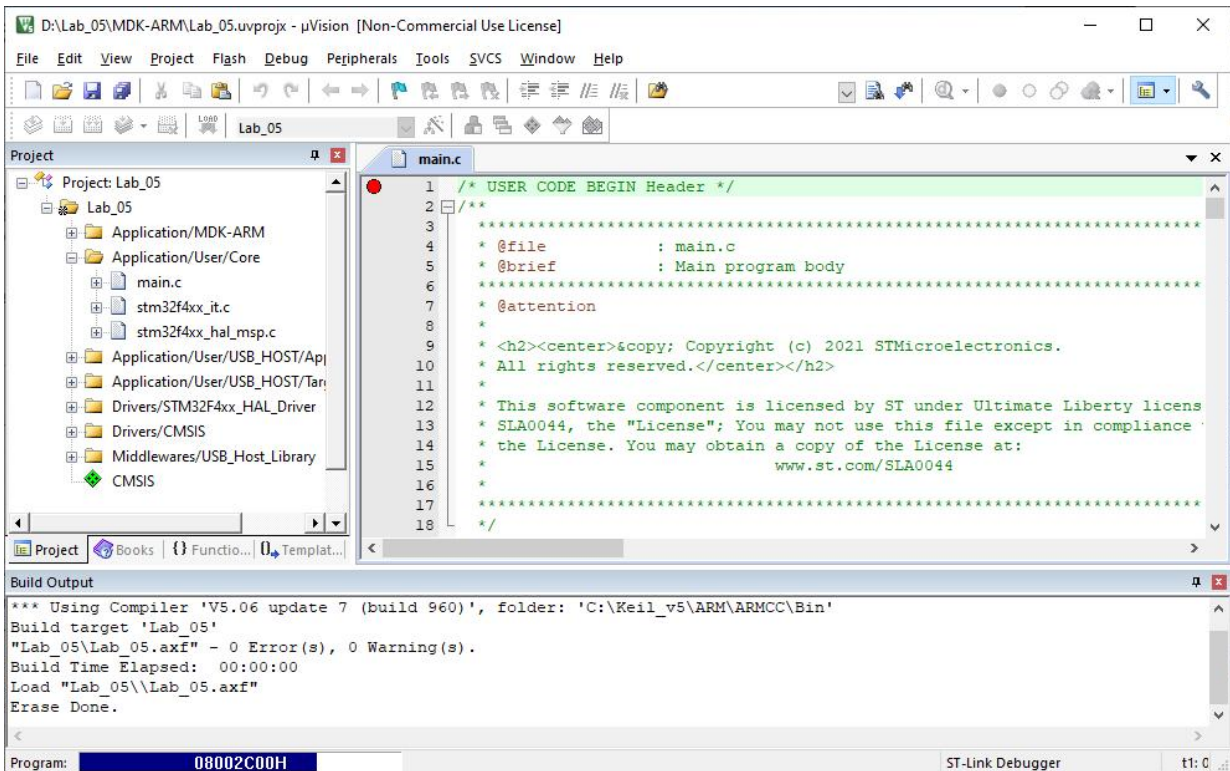 D:\Lab_05\MDK-ARM\Lab_05.uvprojx - µVision [Non-Commercial Use License]
File Edit View Project Flash Debug Peripherals Tools SVCS Window Help
LOAD Lab_05
Project
Project: Lab_05
Lab_05
Application/MDK-ARM
Application/User/Core
main.c
stm32f4xx_it.c
stm32f4xx_hal_msp.c
Application/User/USB_HOST/App
Application/User/USB_HOST/Targ
Drivers/STM32F4xx_HAL_Driver
Drivers/CMSIS
Middlewares/USB_Host_Library
CMSIS
Project Books {} Functio... Templat...
main.c
1 /* USER CODE BEGIN Header */
2 /**
3 ******************************************************************************
4 * @file : main.c
5 * @brief : Main program body
6 ******************************************************************************
7 * @attention
8 *
9 * <h2><center>&copy; Copyright (c) 2021 STMicroelectronics.
10 * All rights reserved.</center></h2>
11 *
12 * This software component is licensed by ST under Ultimate Liberty licens
13 * SLA0044, the "License"; You may not use this file except in compliance
14 * the License. You may obtain a copy of the License at:
15 * www.st.com/SLA0044
16 *
17 ******************************************************************************
18 */
Build Output
*** Using Compiler 'V5.06 update 7 (build 960)', folder: 'C:\Keil_v5\ARM\ARMCC\Bin'
Build target 'Lab_05'
"Lab_05\Lab_05.axf" - 0 Error(s), 0 Warning(s).
Build Time Elapsed: 00:00:00
Load "Lab_05\\Lab_05.axf"
Erase Done.
Program: 08002C00H ST-Link Debugger t1: 0